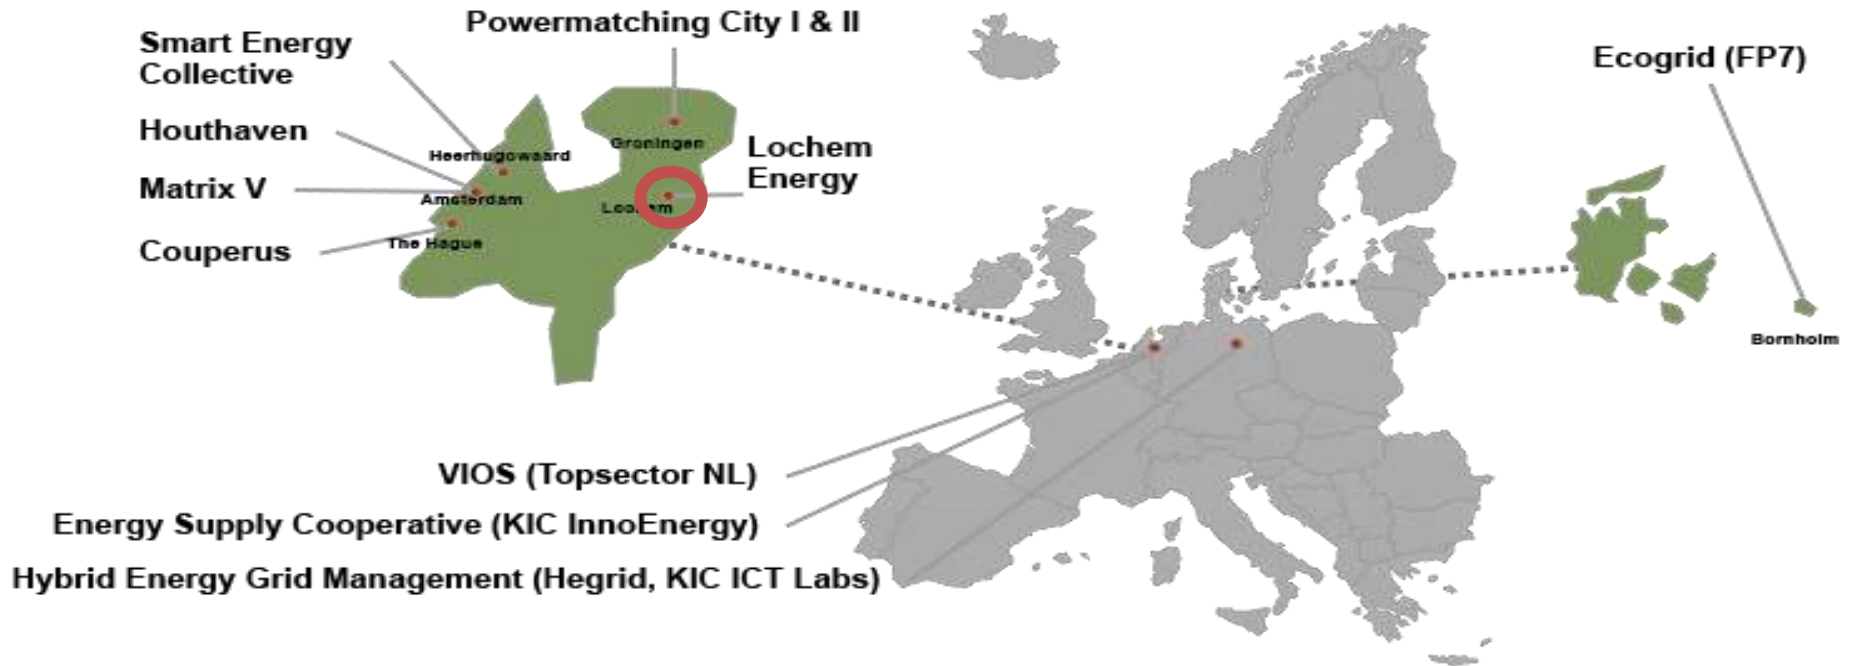 Powermatching City I & II
Smart Energy
Collective
Houthaven
Matrix V
Couperus
Heerhugowaard
Groningen
Amsterdam
Lochem
The Hague
Lochem
Energy
Ecogrid (FP7)
Bornholm
VIOS (Topsector NL)
Energy Supply Cooperative (KIC InnoEnergy)
Hybrid Energy Grid Management (Hegrid, KIC ICT Labs)